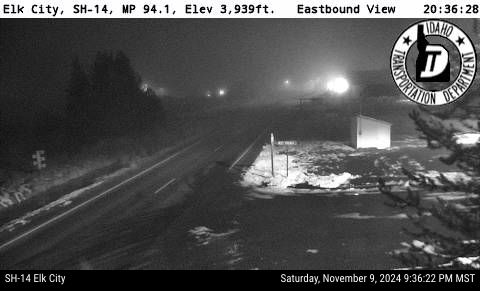 Elk City, SH-14, MP 94.1, Elev 3,939ft. Eastbound View 20:36:28
IDAHO
TRANSPORTATION DEPARTMENT
SH-14 Elk City Saturday, November 9, 2024 9:36:22 PM MST